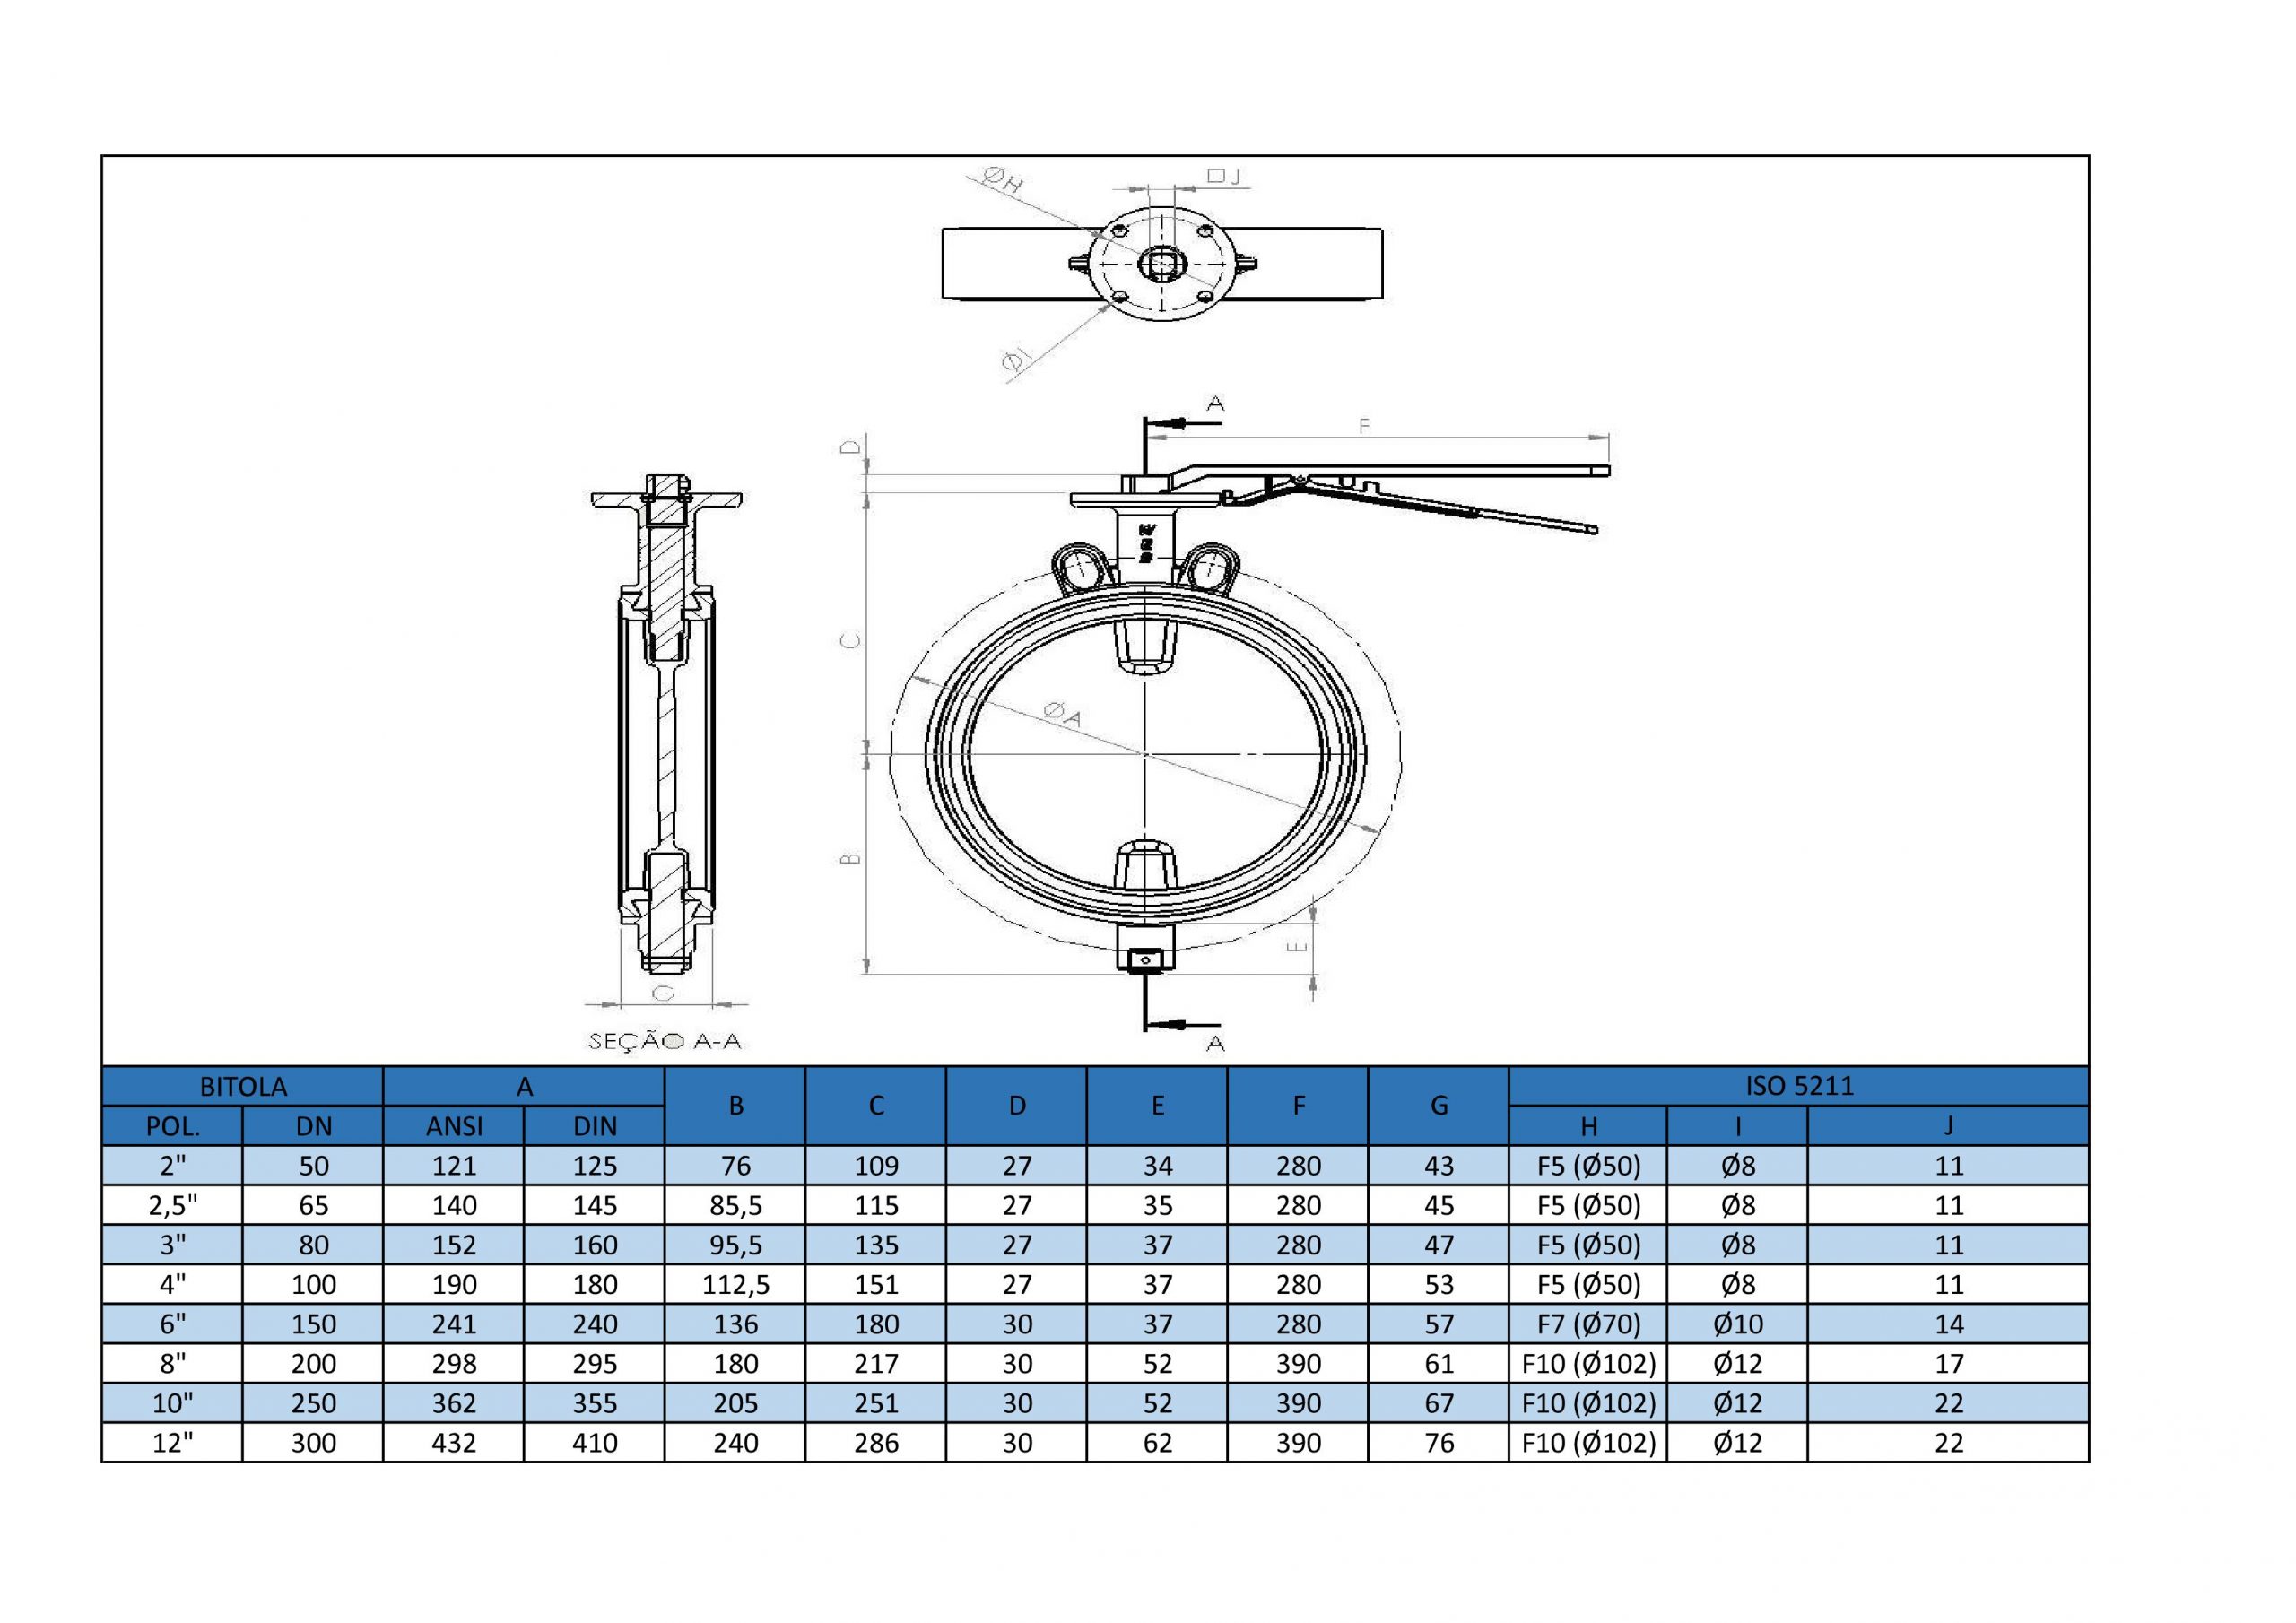 ØH
□ J
ØI
A
F
D
W
E
B
C
ØA
B
E
G
SEÇÃO A-A
A
BITOLA A B C D E F G ISO 5211
POL. DN ANSI DIN H I J
2" 50 121 125 76 109 27 34 280 43 F5 (Ø50) Ø8 11
2,5" 65 140 145 85,5 115 27 35 280 45 F5 (Ø50) Ø8 11
3" 80 152 160 95,5 135 27 37 280 47 F5 (Ø50) Ø8 11
4" 100 190 180 112,5 151 27 37 280 53 F5 (Ø50) Ø8 11
6" 150 241 240 136 180 30 37 280 57 F7 (Ø70) Ø10 14
8" 200 298 295 180 217 30 52 390 61 F10 (Ø102) Ø12 17
10" 250 362 355 205 251 30 52 390 67 F10 (Ø102) Ø12 22
12" 300 432 410 240 286 30 62 390 76 F10 (Ø102) Ø12 22